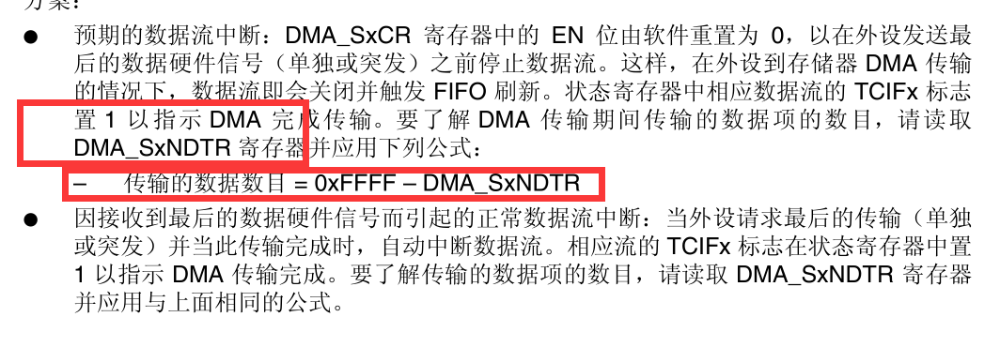 方案：
● 预期的数据流中断：DMA_SxCR 寄存器中的 EN 位由软件重置为 0，以在外设发送最
后的数据硬件信号（单独或突发）之前停止数据流。这样，在外设到存储器 DMA 传输
的情况下，数据流即会关闭并触发 FIFO 刷新。状态寄存器中相应数据流的 TCIFx 标志
置 1 以指示 DMA 完成传输。要了解 DMA 传输期间传输的数据项的数目，请读取
DMA_SxNDTR 寄存器并应用下列公式：
– 传输的数据数目 = 0xFFFF – DMA_SxNDTR
● 因接收到最后的数据硬件信号而引起的正常数据流中断：当外设请求最后的传输（单独
或突发）并当此传输完成时，自动中断数据流。相应流的 TCIFx 标志在状态寄存器中置
1 以指示 DMA 传输完成。要了解传输的数据项的数目，请读取 DMA_SxNDTR 寄存器
并应用与上面相同的公式。